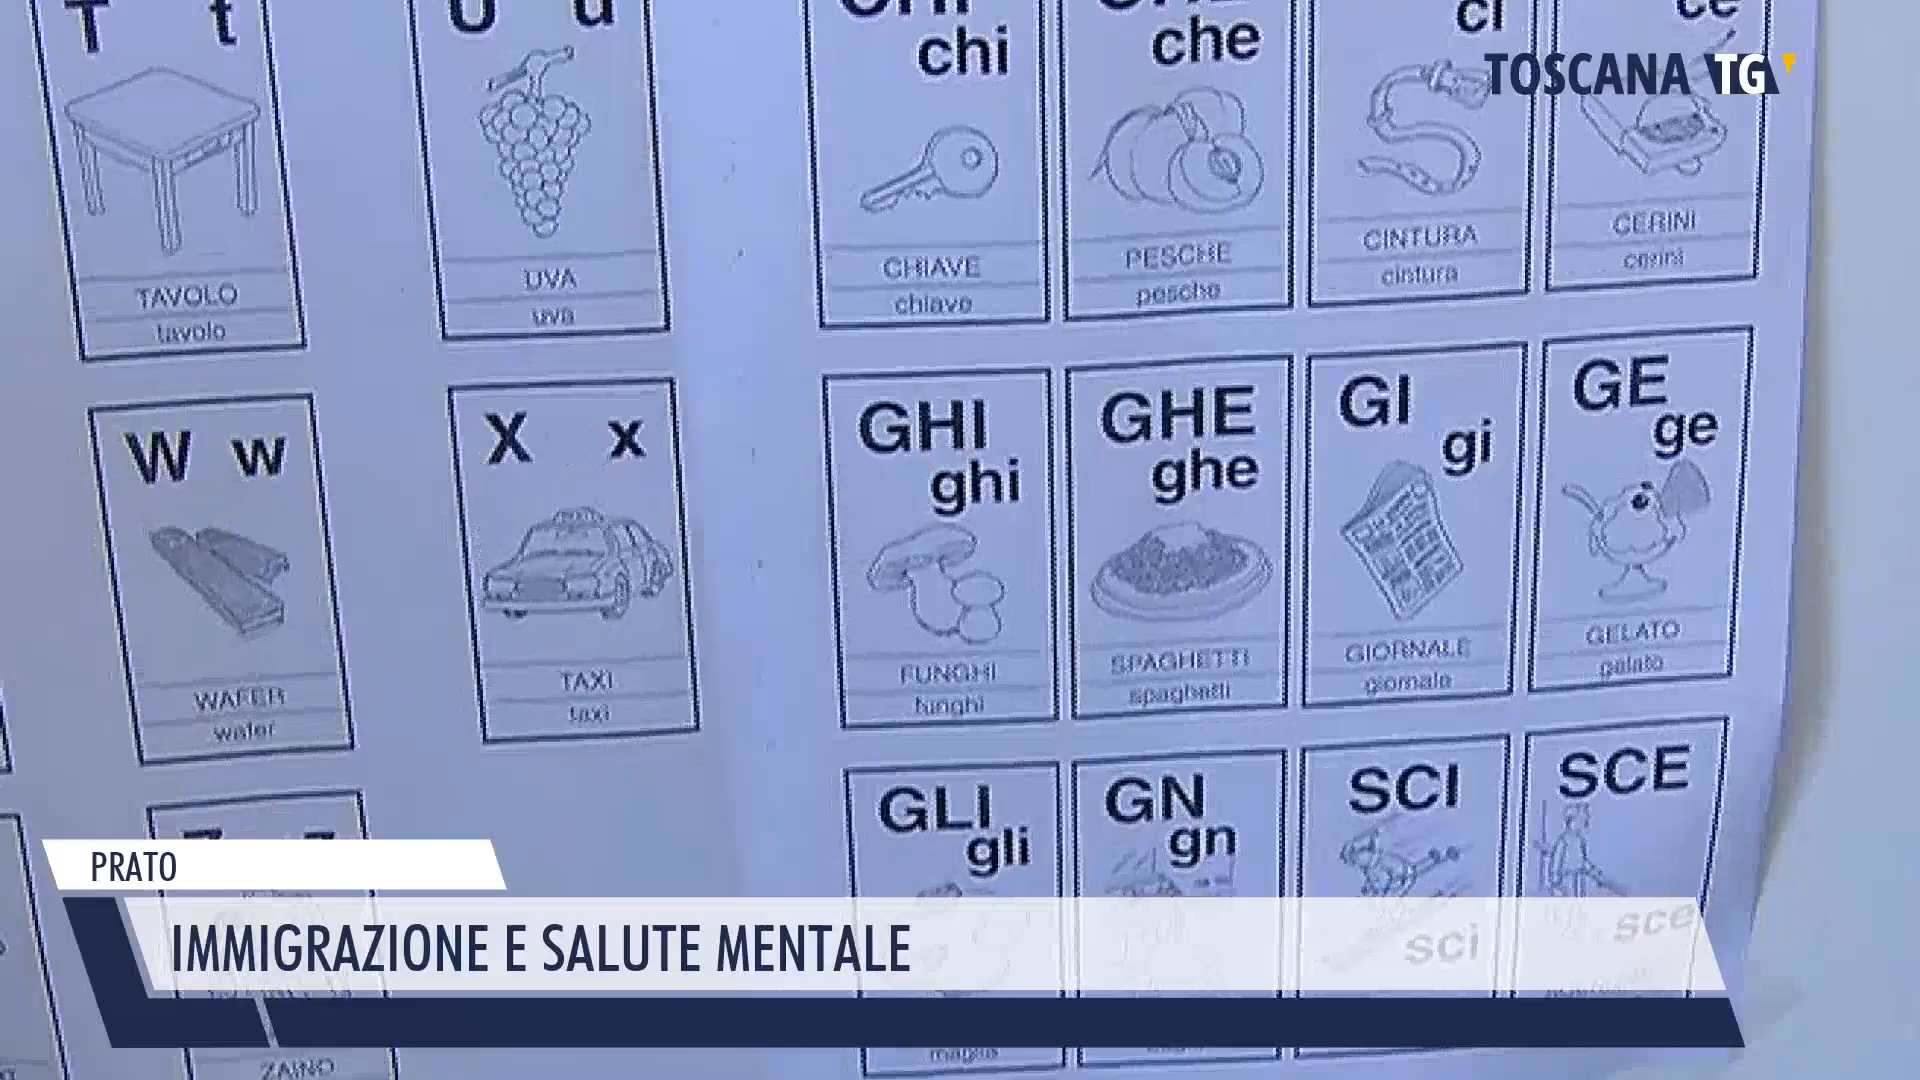 T t
U u
chi
che
ci
ce
TOSCANA TG
TAVOLO
tavolo
UVA
uva
CHIAVE
chiave
PESCHE
pesche
CINTURA
cintura
CERINI
cerini
W w
X x
GHI
ghi
GHE
ghe
GI
gi
GE
ge
WAFER
wafer
TAXI
taxi
FUNGHI
funghi
SPAGHETTI
spaghetti
GIORNALE
giornale
GELATO
gelato
GLI
gli
GN
gn
SCI
sci
SCE
sce
PRATO
IMMIGRAZIONE E SALUTE MENTALE
ZAINO
maglia